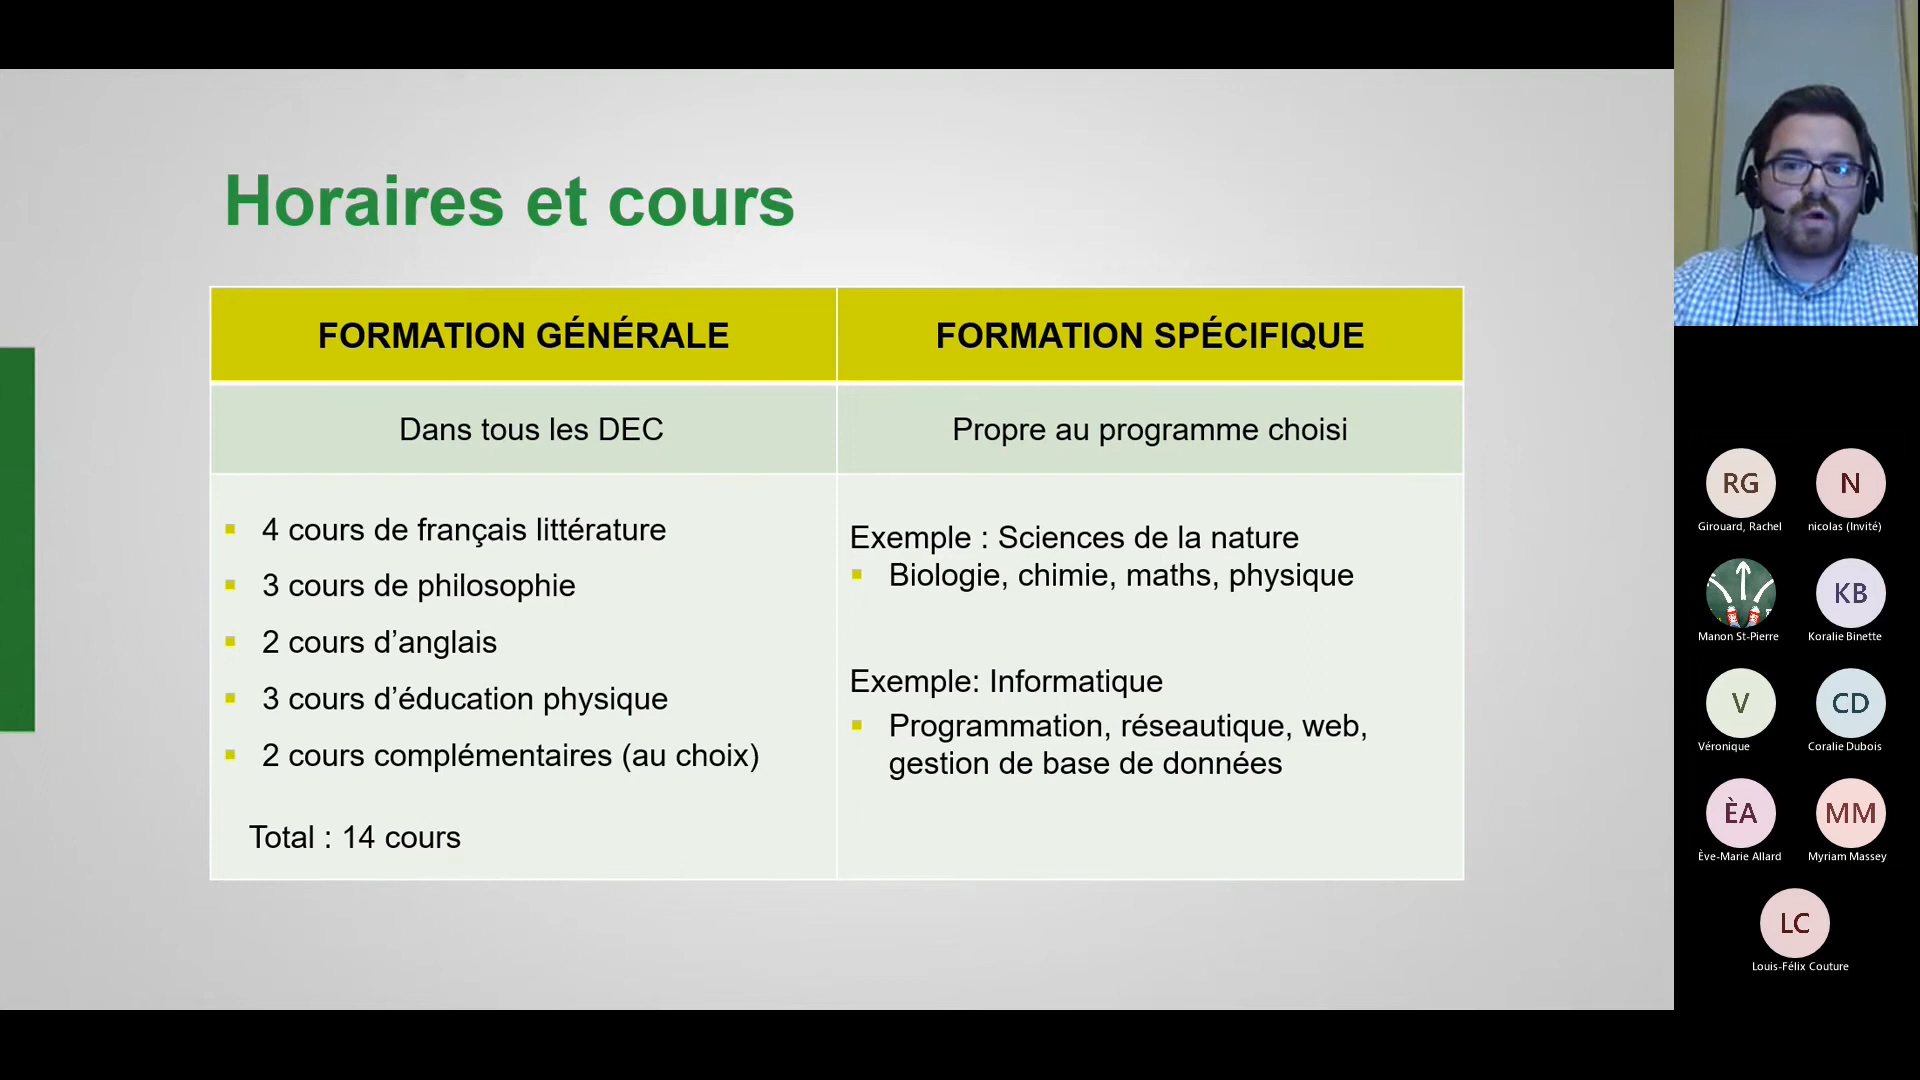 Horaires et cours
FORMATION GÉNÉRALE
FORMATION SPÉCIFIQUE
Dans tous les DEC
Propre au programme choisi
4 cours de français littérature
3 cours de philosophie
2 cours d’anglais
3 cours d’éducation physique
2 cours complémentaires (au choix)
Total : 14 cours
Exemple : Sciences de la nature
Biologie, chimie, maths, physique
Exemple: Informatique
Programmation, réseautique, web,
gestion de base de données
RG
Girouard, Rachel
N
nicolas (Invité)
Manon St-Pierre
KB
Koralie Binette
V
Véronique
CD
Coralie Dubois
ÈA
Ève-Marie Allard
MM
Myriam Massey
LC
Louis-Félix Couture